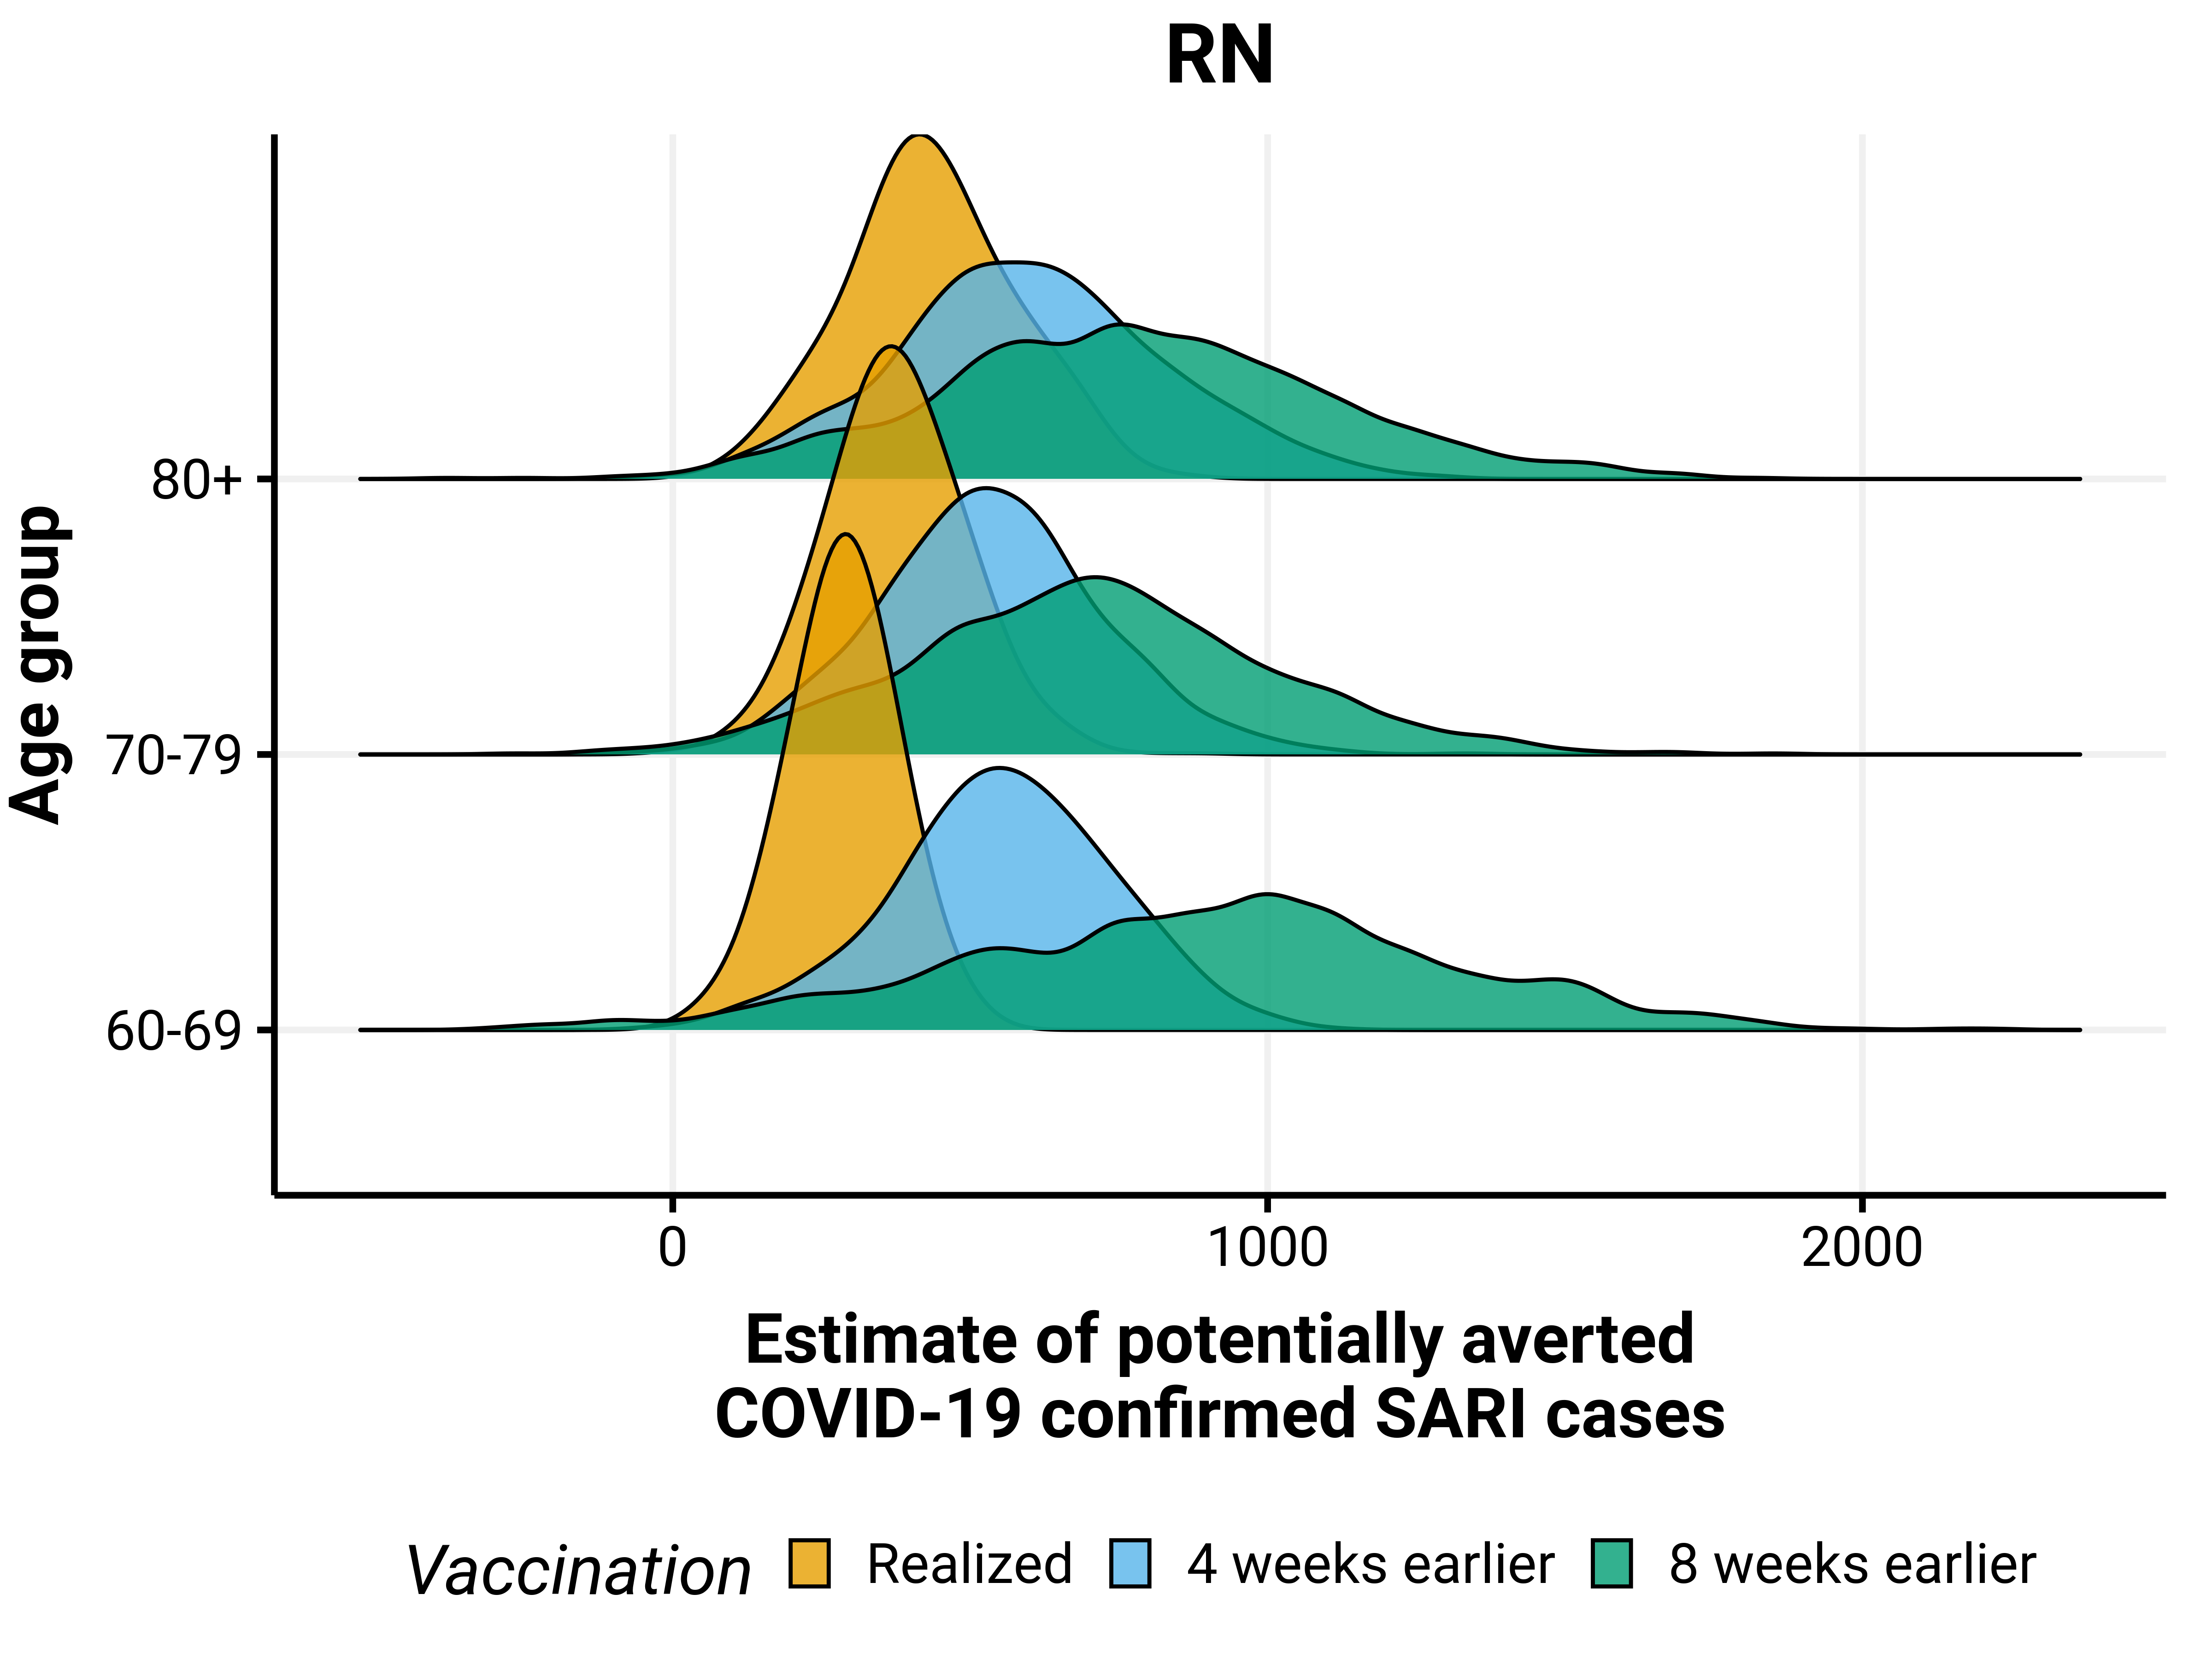 RN
80+
70-79
60-69
Age group
0
1000
2000
Estimate of potentially averted
COVID-19 confirmed SARI cases
Vaccination
Realized
4 weeks earlier
8 weeks earlier